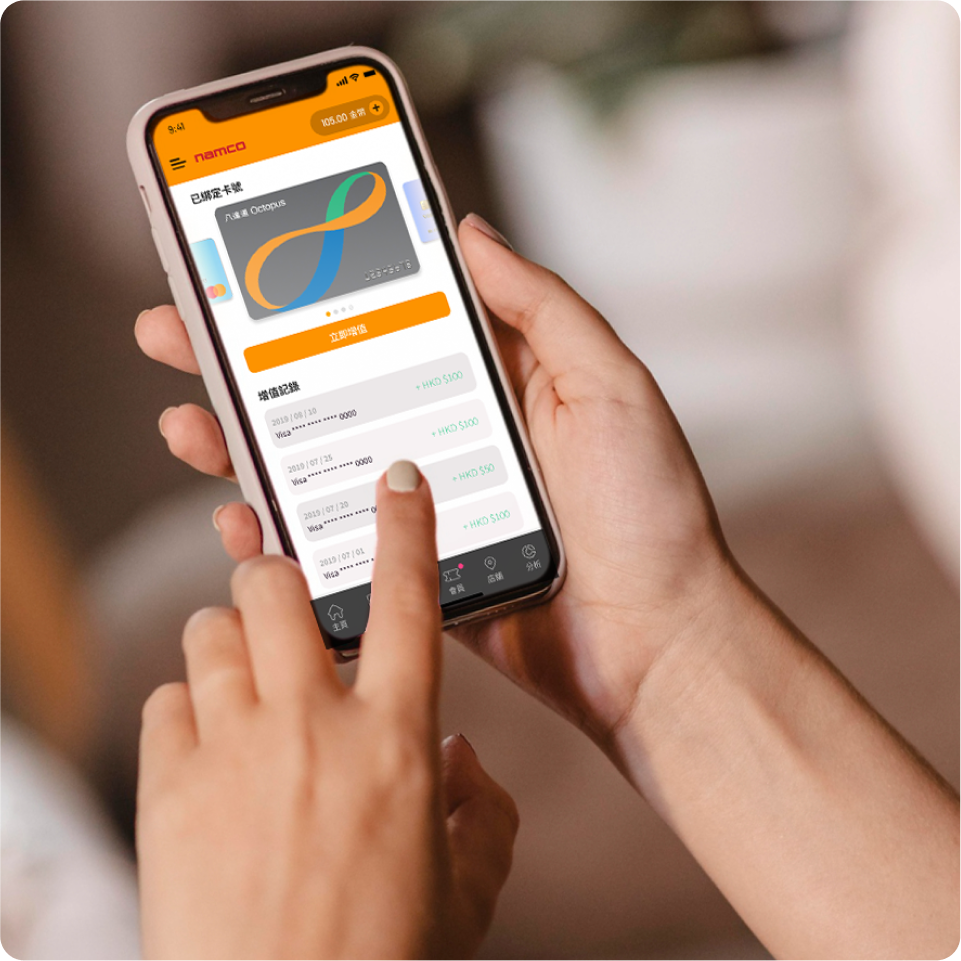 9:41
105.00 金幣 +
namco
已綁定卡號
八達通 Octopus
立即增值
增值記錄
2019 / 08 / 10
Visa **** **** **** 0000
+ HKD $100
2019 / 07 / 25
Visa **** **** **** 0000
+ HKD $100
2019 / 07 / 20
Visa **** **** ****
+ HKD $50
2019 / 07 / 01
Visa ****
+ HKD $100
主頁
會員
店舖
分析